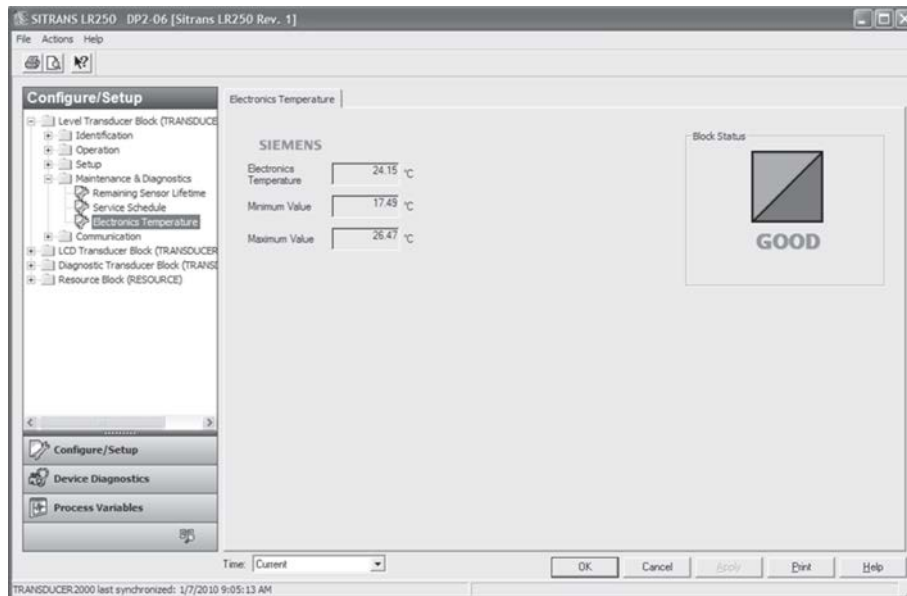 SITRANS LR250 DP2-06 [Sitrans LR250 Rev. 1]
File Actions Help
Configure/Setup
Level Transducer Block (TRANSDUCE
Identification
Operation
Setup
Maintenance & Diagnostics
Remaining Sensor Lifetime
Service Schedule
Electronics Temperature
Communication
LCD Transducer Block (TRANSDUCER
Diagnostic Transducer Block (TRANSD
Resource Block (RESOURCE)
Configure/Setup
Device Diagnostics
Process Variables
Electronics Temperature
SIEMENS
Electronics
Temperature
24.15 °C
Minimum Value 17.49 °C
Maximum Value 26.47 °C
Block Status
GOOD
Time: Current
OK Cancel Apply Print Help
TRANSDUCER2000 last synchronized: 1/7/2010 9:05:13 AM